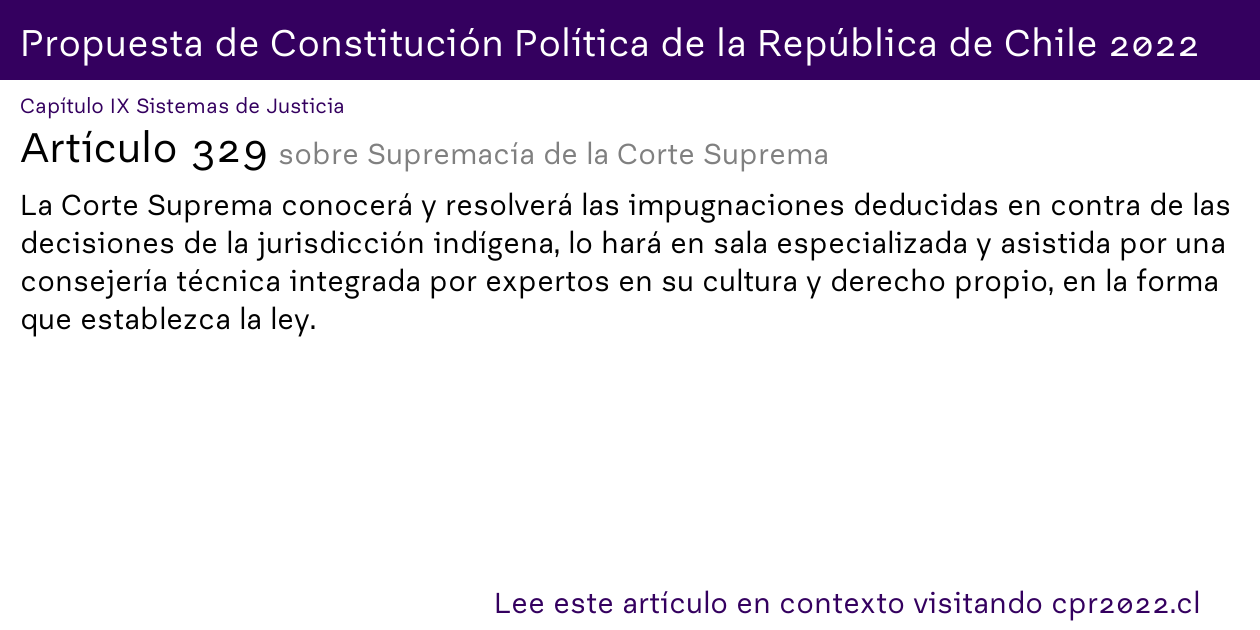 Propuesta de Constitución Política de la República de Chile 2022
Capítulo IX Sistemas de Justicia
Artículo 329 sobre Supremacía de la Corte Suprema
La Corte Suprema conocerá y resolverá las impugnaciones deducidas en contra de las
decisiones de la jurisdicción indígena, lo hará en sala especializada y asistida por una
consejería técnica integrada por expertos en su cultura y derecho propio, en la forma
que establezca la ley.
Lee este artículo en contexto visitando cpr2022.cl